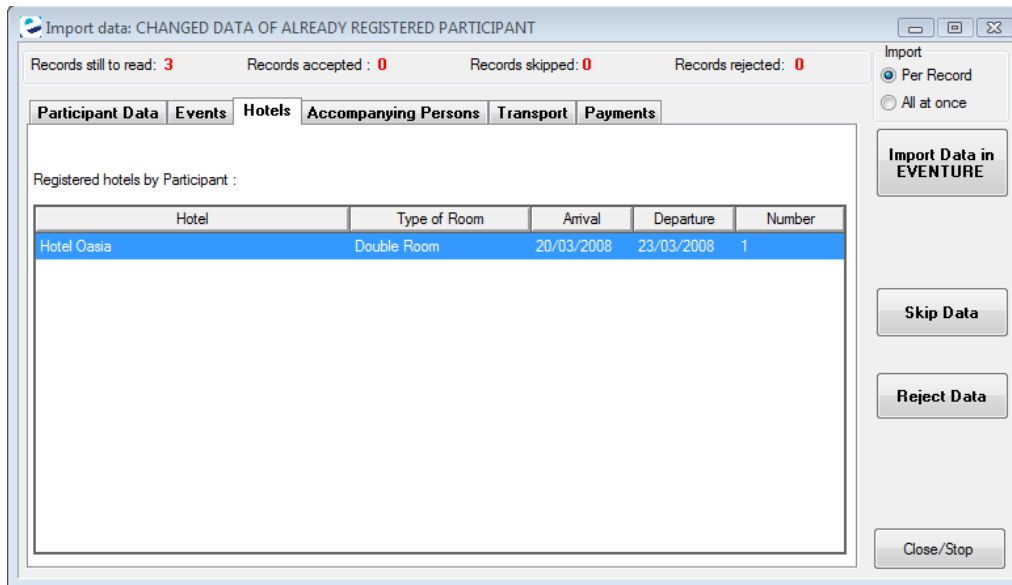 Import data: CHANGED DATA OF ALREADY REGISTERED PARTICIPANT
Records still to read: 3 Records accepted : 0 Records skipped: 0 Records rejected: 0
Import
Per Record
All at once
Participant Data Events Hotels Accompanying Persons Transport Payments
Import Data in
EVENTURE
Registered hotels by Participant :
Hotel Type of Room Arrival Departure Number
Hotel Oasia Double Room 20/03/2008 23/03/2008 1
Skip Data
Reject Data
Close/Stop